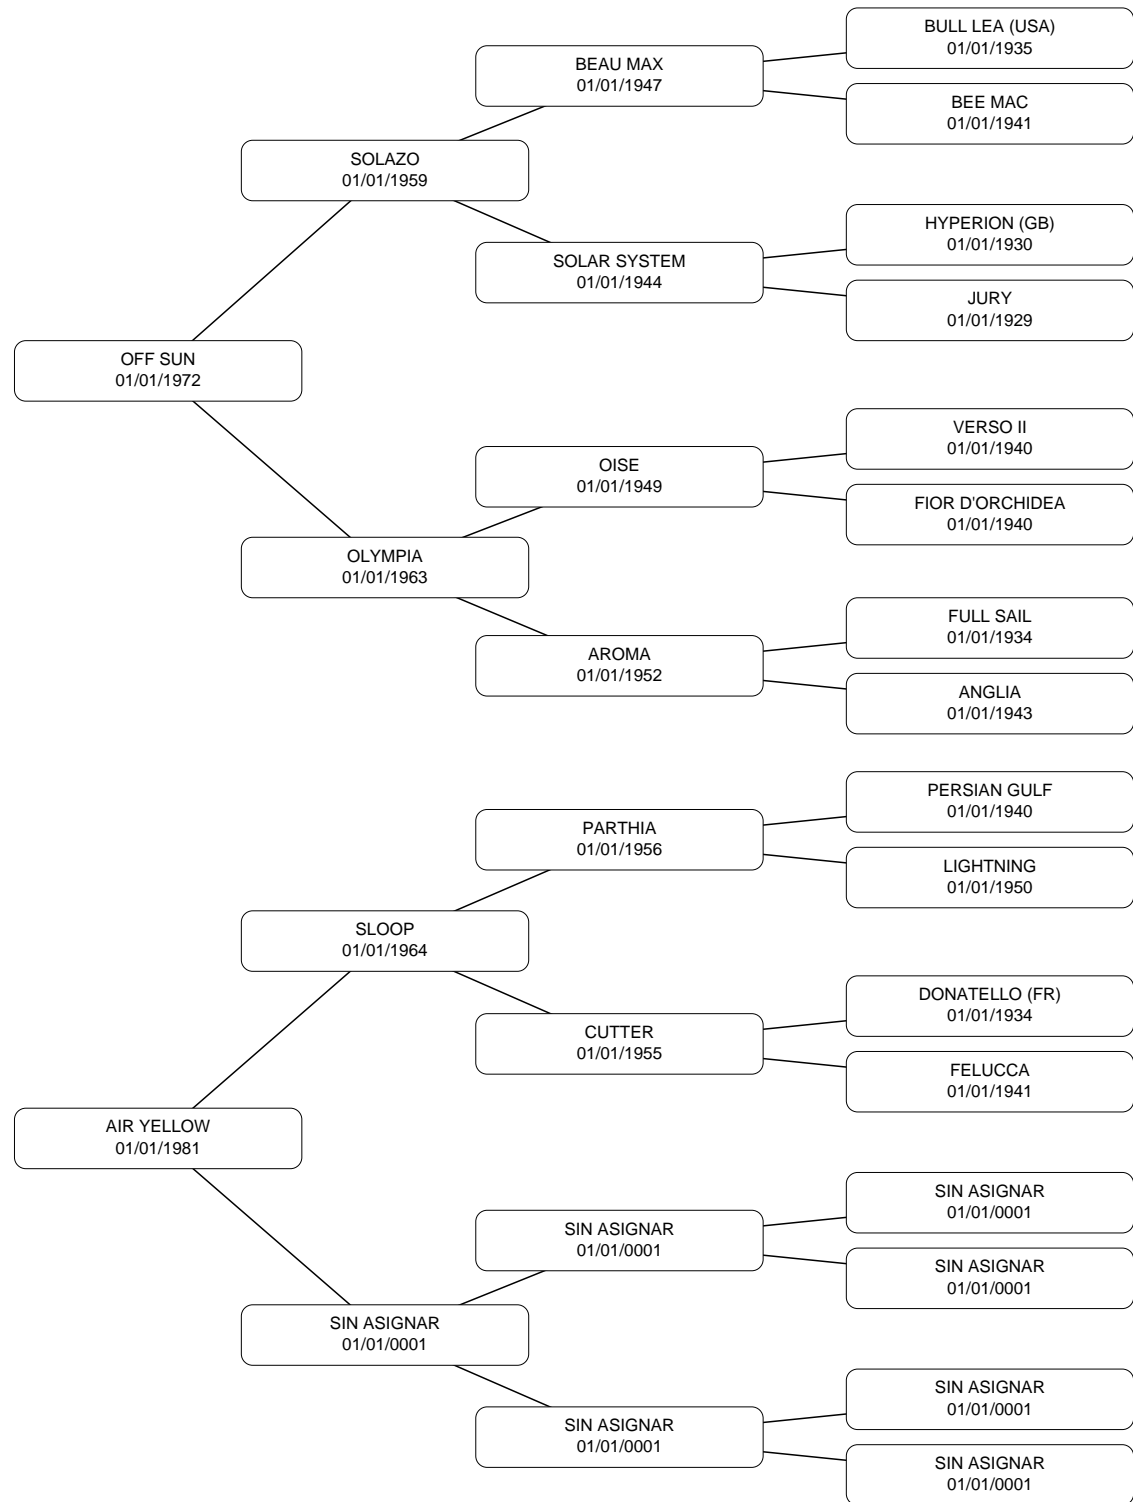 BULL LEA (USA)
01/01/1935
BEAU MAX
01/01/1947
BEE MAC
01/01/1941
SOLAZO
01/01/1959
HYPERION (GB)
01/01/1930
SOLAR SYSTEM
01/01/1944
JURY
01/01/1929
OFF SUN
01/01/1972
VERSO II
01/01/1940
OISE
01/01/1949
FIOR D'ORCHIDEA
01/01/1940
OLYMPIA
01/01/1963
FULL SAIL
01/01/1934
AROMA
01/01/1952
ANGLIA
01/01/1943
PERSIAN GULF
01/01/1940
PARTHIA
01/01/1956
LIGHTNING
01/01/1950
SLOOP
01/01/1964
DONATELLO (FR)
01/01/1934
CUTTER
01/01/1955
FELUCCA
01/01/1941
AIR YELLOW
01/01/1981
SIN ASIGNAR
01/01/0001
SIN ASIGNAR
01/01/0001
SIN ASIGNAR
01/01/0001
SIN ASIGNAR
01/01/0001
SIN ASIGNAR
01/01/0001
SIN ASIGNAR
01/01/0001
SIN ASIGNAR
01/01/0001